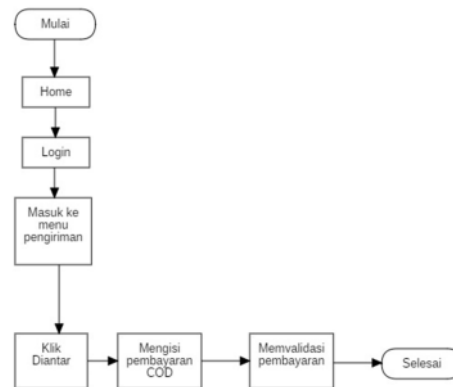 Mulai
Home
Login
Masuk ke
menu
pengiriman
Klik
Diantar
Mengisi
pembayaran
COD
Memvalidasi
pembayaran
Selesai